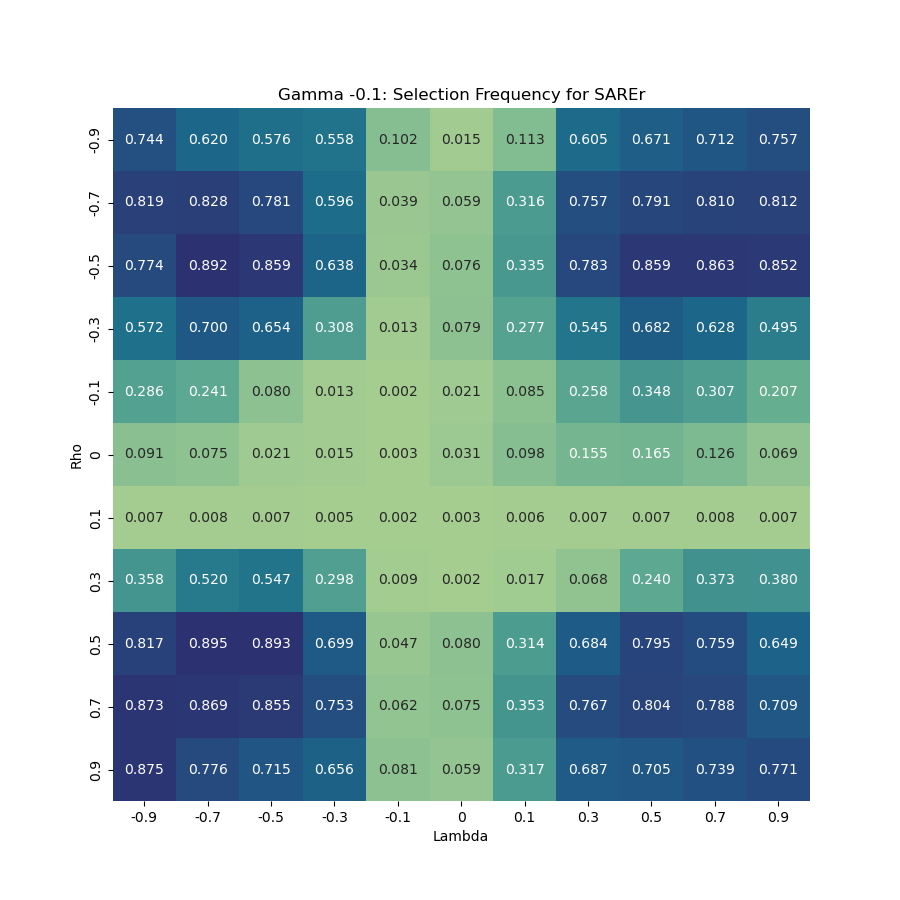 Gamma -0.1: Selection Frequency for SAREr
-0.9 0.744 0.620 0.576 0.558 0.102 0.015 0.113 0.605 0.671 0.712 0.757
-0.7 0.819 0.828 0.781 0.596 0.039 0.059 0.316 0.757 0.791 0.810 0.812
-0.5 0.774 0.892 0.859 0.638 0.034 0.076 0.335 0.783 0.859 0.863 0.852
-0.3 0.572 0.700 0.654 0.308 0.013 0.079 0.277 0.545 0.682 0.628 0.495
-0.1 0.286 0.241 0.080 0.013 0.002 0.021 0.085 0.258 0.348 0.307 0.207
Rho
0 0.091 0.075 0.021 0.015 0.003 0.031 0.098 0.155 0.165 0.126 0.069
0.1 0.007 0.008 0.007 0.005 0.002 0.003 0.006 0.007 0.007 0.008 0.007
0.3 0.358 0.520 0.547 0.298 0.009 0.002 0.017 0.068 0.240 0.373 0.380
0.5 0.817 0.895 0.893 0.699 0.047 0.080 0.314 0.684 0.795 0.759 0.649
0.7 0.873 0.869 0.855 0.753 0.062 0.075 0.353 0.767 0.804 0.788 0.709
0.9 0.875 0.776 0.715 0.656 0.081 0.059 0.317 0.687 0.705 0.739 0.771
-0.9 -0.7 -0.5 -0.3 -0.1 0 0.1 0.3 0.5 0.7 0.9
Lambda